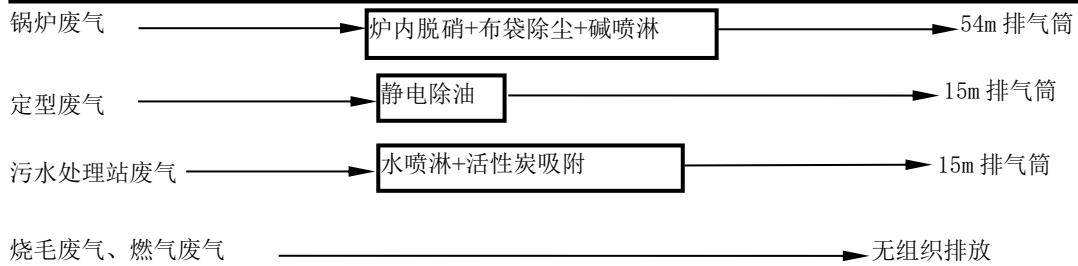 锅炉废气 炉内脱硝+布袋除尘+碱喷淋 54m 排气筒
定型废气 静电除油 15m 排气筒
污水处理站废气 水喷淋+活性炭吸附 15m 排气筒
烧毛废气、燃气废气 无组织排放